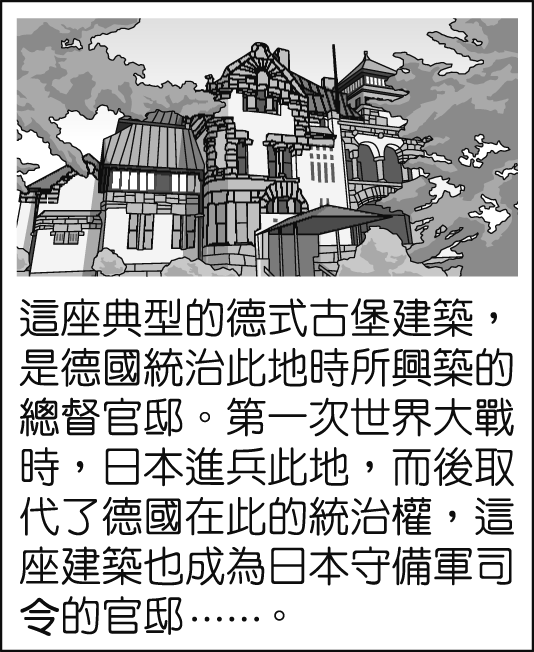 這座典型的德式古堡建築，
是德國統治此地時所興築的
總督官邸。第一次世界大戰
時，日本進兵此地，而後取
代了德國在此的統治權，這
座建築也成為日本守備軍司
令的官邸……。